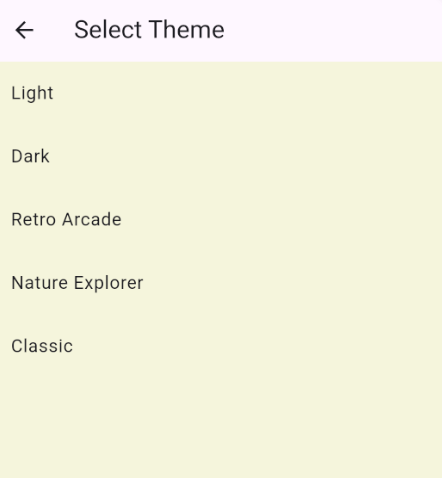 Select Theme
Light
Dark
Retro Arcade
Nature Explorer
Classic